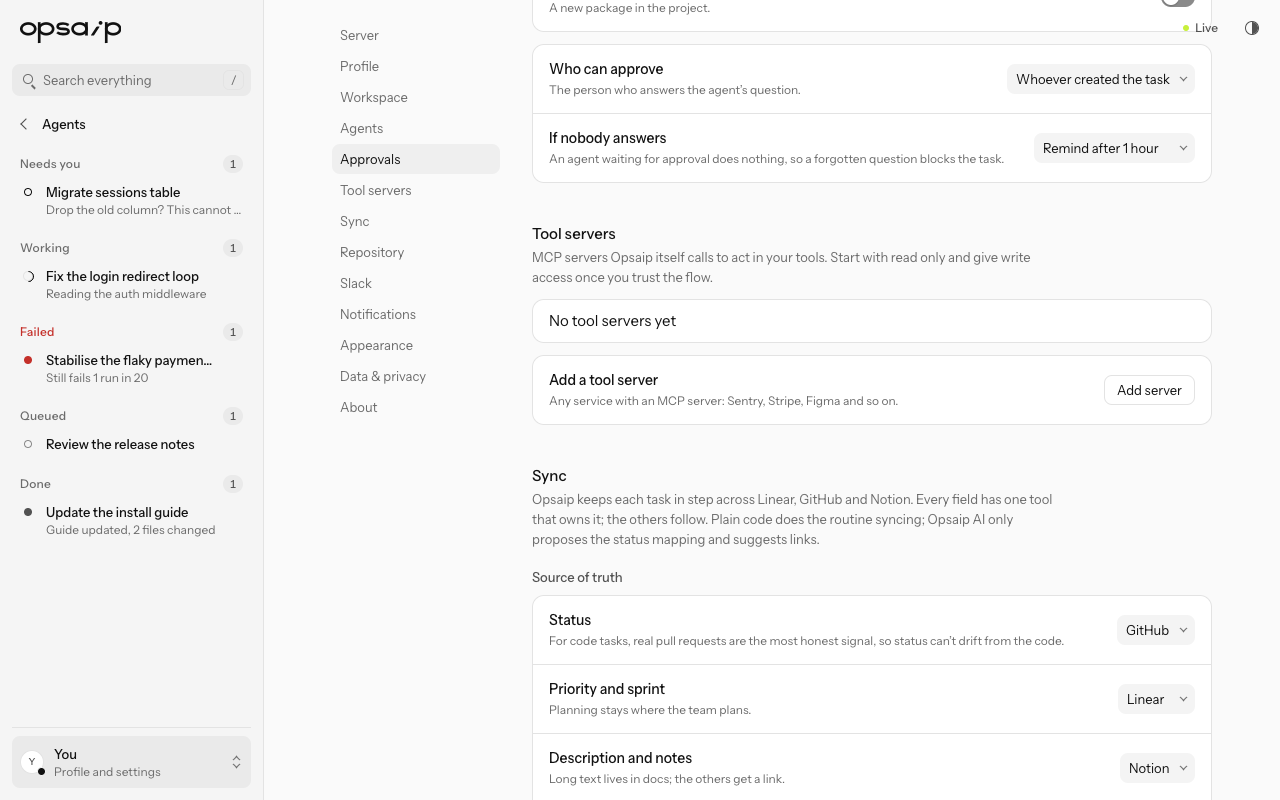 opsaip
Search everything
/
Agents
Needs you
1
Migrate sessions table
Drop the old column? This cannot ...
Working
1
Fix the login redirect loop
Reading the auth middleware
Failed
1
Stabilise the flaky paymen...
Still fails 1 run in 20
Queued
1
Review the release notes
Done
1
Update the install guide
Guide updated, 2 files changed
Y
You
Profile and settings
Server
Profile
Workspace
Agents
Approvals
Tool servers
Sync
Repository
Slack
Notifications
Appearance
Data & privacy
About
A new package in the project.
Live
Who can approve
The person who answers the agent's question.
Whoever created the task
If nobody answers
An agent waiting for approval does nothing, so a forgotten question blocks the task.
Remind after 1 hour
Tool servers
MCP servers Opsaip itself calls to act in your tools. Start with read only and give write
access once you trust the flow.
No tool servers yet
Add a tool server
Any service with an MCP server: Sentry, Stripe, Figma and so on.
Add server
Sync
Opsaip keeps each task in step across Linear, GitHub and Notion. Every field has one tool
that owns it; the others follow. Plain code does the routine syncing; Opsaip AI only
proposes the status mapping and suggests links.
Source of truth
Status
For code tasks, real pull requests are the most honest signal, so status can't drift from the code.
GitHub
Priority and sprint
Planning stays where the team plans.
Linear
Description and notes
Long text lives in docs; the others get a link.
Notion